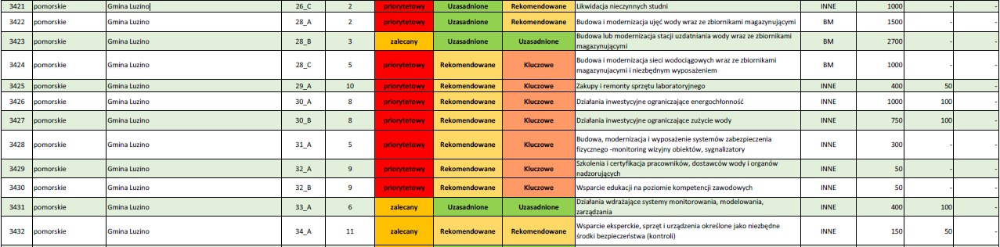 3421 pomorskie Gmina Luzino 26_C 2 priorytetowy Uzasadnione Rekomendowane Likwidacja nieczynnych studni INNE 1000 - -
3422 pomorskie Gmina Luzino 28_A 2 priorytetowy Uzasadnione Rekomendowane Budowa i modernizacja ujęć wody wraz ze zbiornikami magazynującymi BM 1500 - -
3423 pomorskie Gmina Luzino 28_B 3 zalecany Uzasadnione Uzasadnione Budowa lub modernizacja stacji uzdatniania wody wraz ze zbiornikami
magazynującymi BM 2700 - -
3424 pomorskie Gmina Luzino 28_C 5 priorytetowy Rekomendowane Kluczowe Budowa i modernizacja sieci wodociągowych wraz ze zbiornikami
magazynujacymi i niezbędnym wyposażeniem BM 1000 - -
3425 pomorskie Gmina Luzino 29_A 10 priorytetowy Rekomendowane Kluczowe Zakupy i remonty sprzętu laboratoryjnego INNE 400 50 -
3426 pomorskie Gmina Luzino 30_A 8 priorytetowy Rekomendowane Kluczowe Działania inwestycyjne ograniczające energochłonność INNE 1000 100 -
3427 pomorskie Gmina Luzino 30_B 8 priorytetowy Rekomendowane Kluczowe Działania inwestycyjne ograniczające zużycie wody INNE 750 100 -
3428 pomorskie Gmina Luzino 31_A 5 priorytetowy Rekomendowane Kluczowe Budowa, modernizacja i wyposażenie systemów zabezpieczenia
fizycznego -monitoring wizyjny obiektów, sygnalizatory INNE 300 - -
3429 pomorskie Gmina Luzino 32_A 9 priorytetowy Rekomendowane Kluczowe Szkolenia i certyfikacja pracowników, dostawców wody i organów
nadzorujących INNE 50 - -
3430 pomorskie Gmina Luzino 32_B 9 priorytetowy Rekomendowane Kluczowe Wsparcie edukacji na poziomie kompetencji zawodowych INNE 50 - -
3431 pomorskie Gmina Luzino 33_A 6 zalecany Uzasadnione Uzasadnione Działania wdrażające systemy monitorowania, modelowania,
zarządzania INNE 400 100 -
3432 pomorskie Gmina Luzino 34_A 11 zalecany Rekomendowane Rekomendowane Wsparcie eksperckie, sprzęt i urządzenia określone jako niezbędne
środki bezpieczeństwa (kontroli) INNE 150 50 -